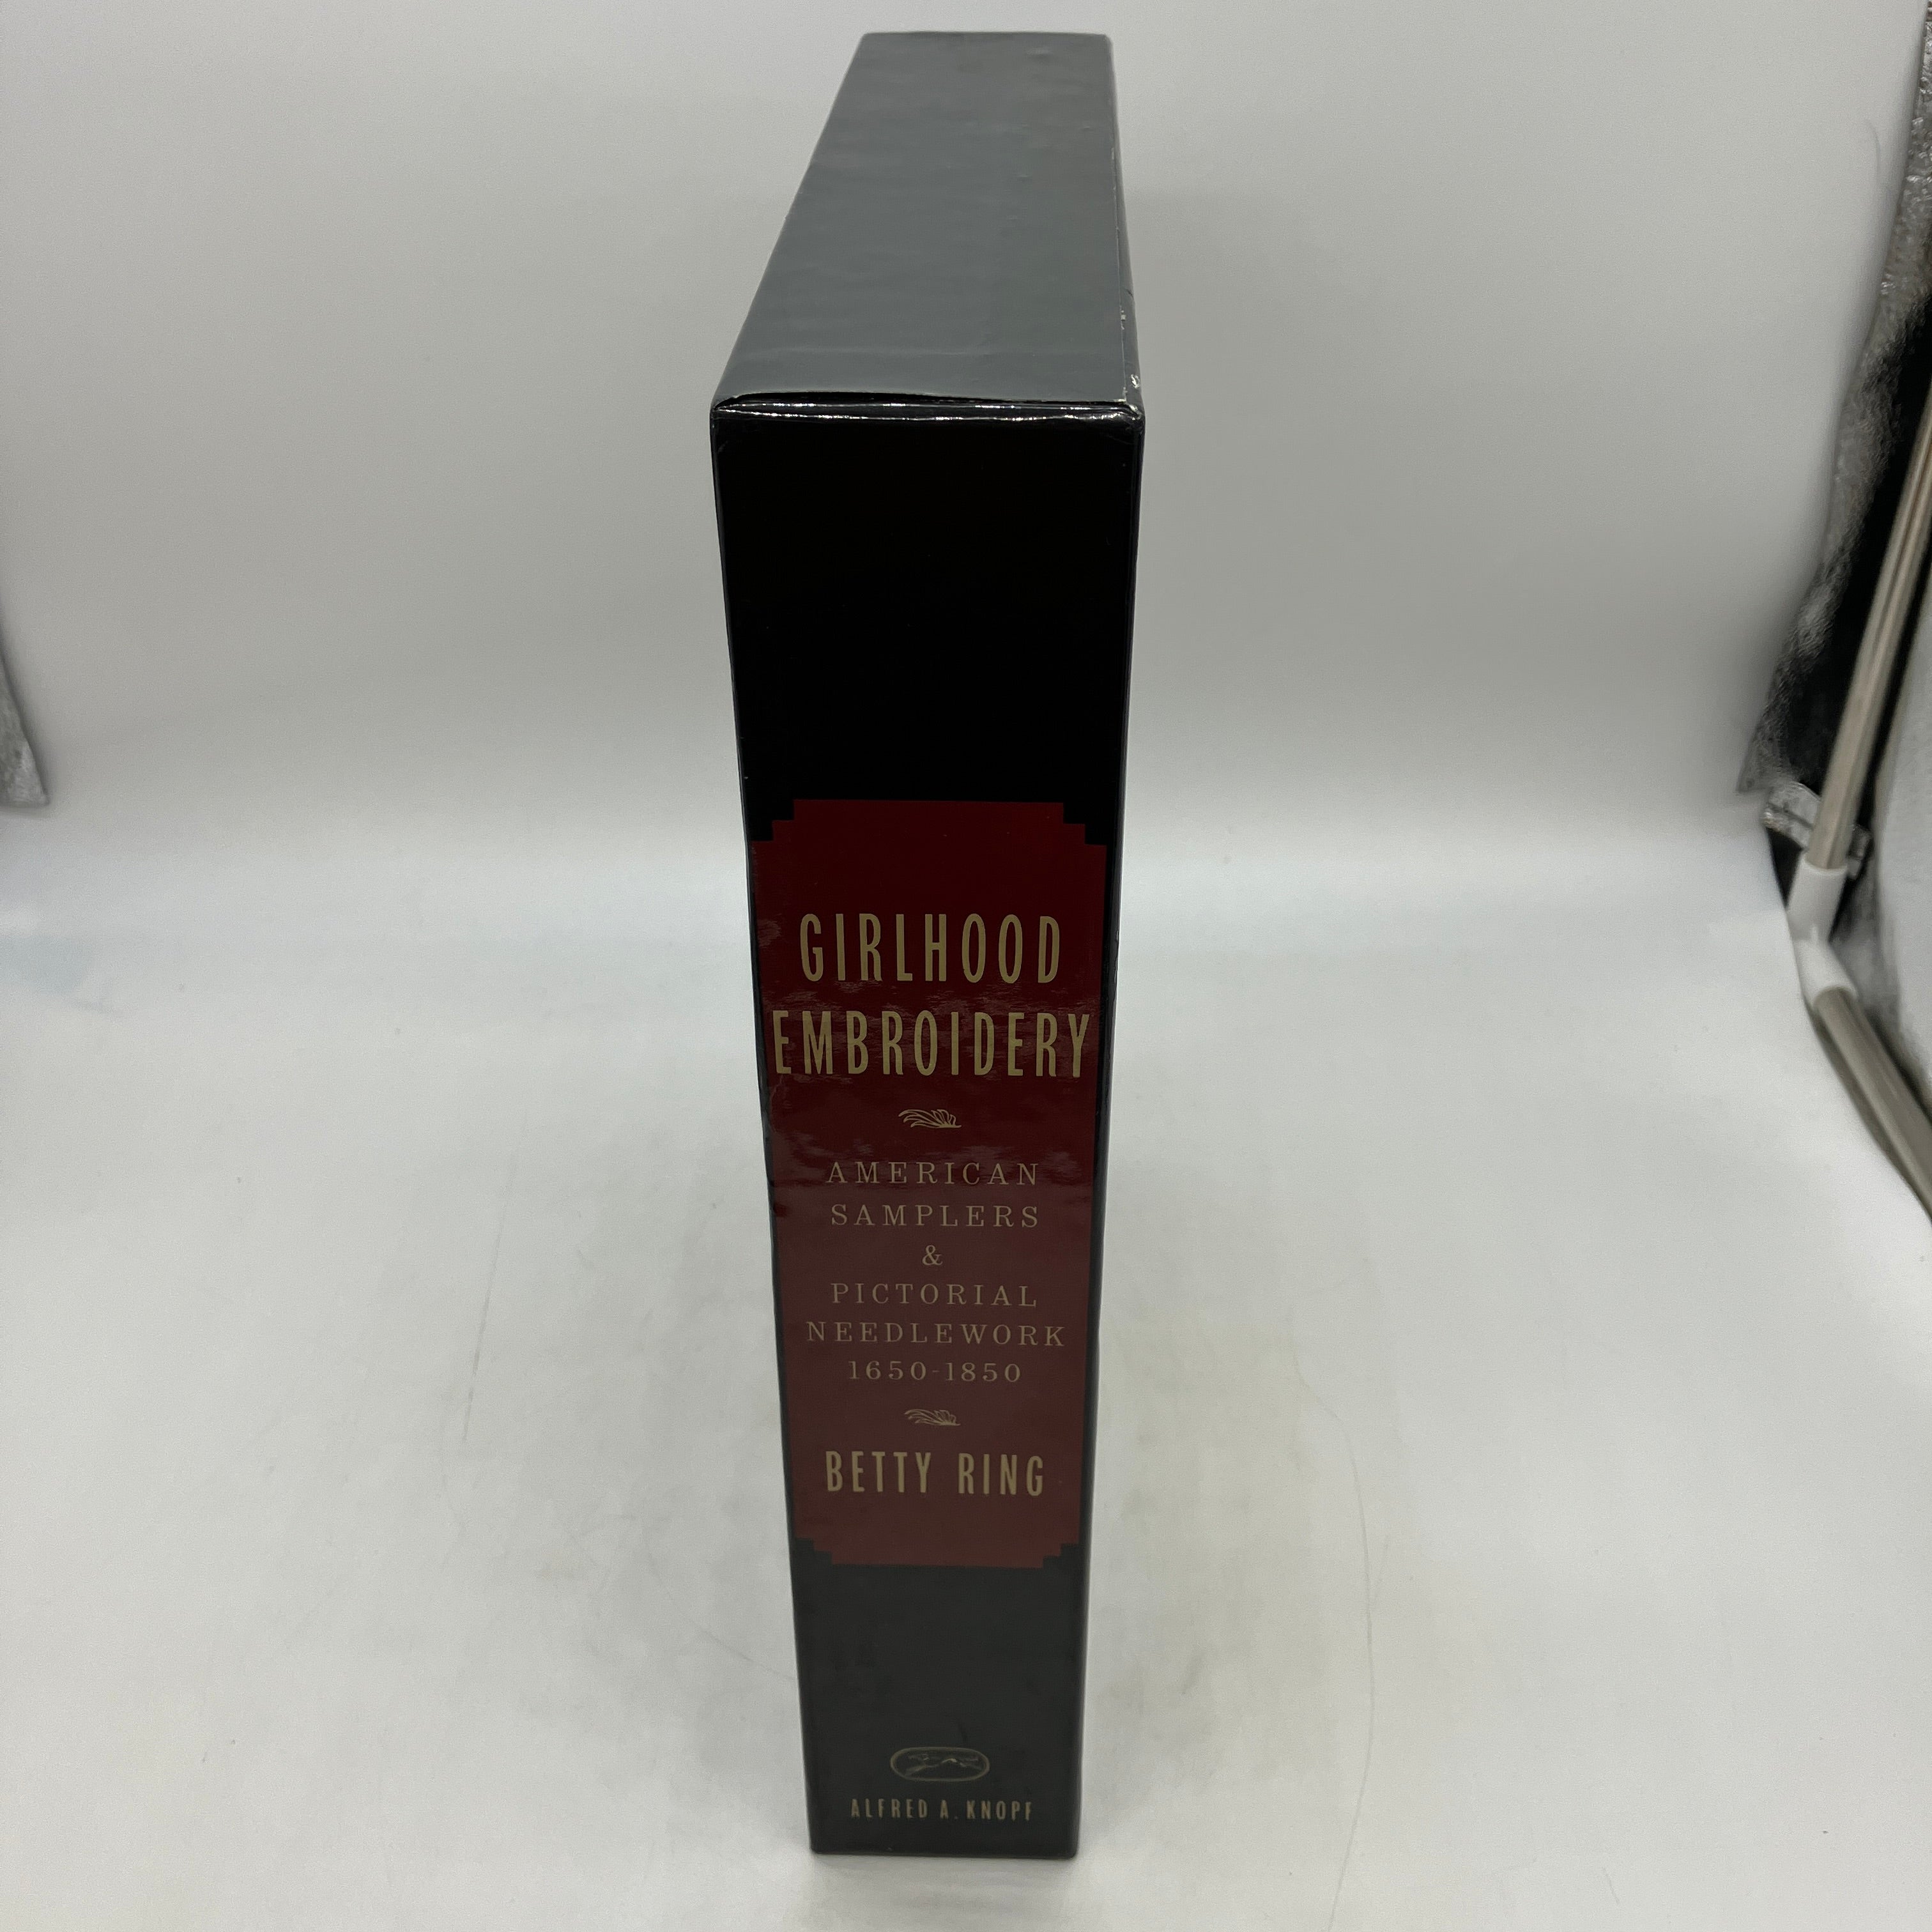 GIRLHOOD
EMBROIDERY
AMERICAN
SAMPLERS
&
PICTORIAL
NEEDLEWORK
1650-1850
BETTY RING
ALFRED A. KNOPF